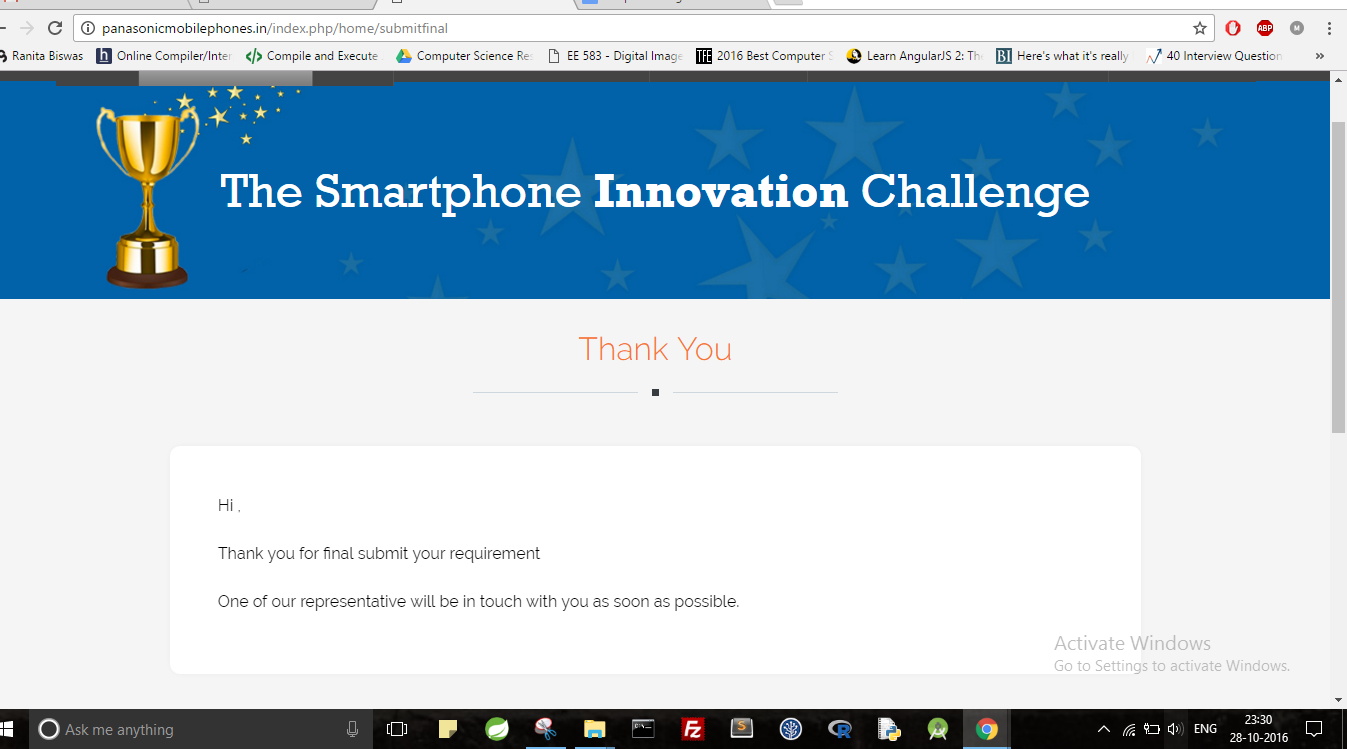 panasonicmobilephones.in/index.php/home/submitfinal
ABP
M
Ranita Biswas
h Online Compiler/Inter
Compile and Execute
Computer Science Re
EE 583 - Digital Image
TFE 2016 Best Computer S
Learn AngularJS 2: Th
BI Here's what it's really
40 Interview Question
»
The Smartphone Innovation Challenge
Thank You
Hi ,
Thank you for final submit your requirement
One of our representative will be in touch with you as soon as possible.
Activate Windows
Go to Settings to activate Windows.
Ask me anything
Fz
S
R
ENG
23:30
28-10-2016